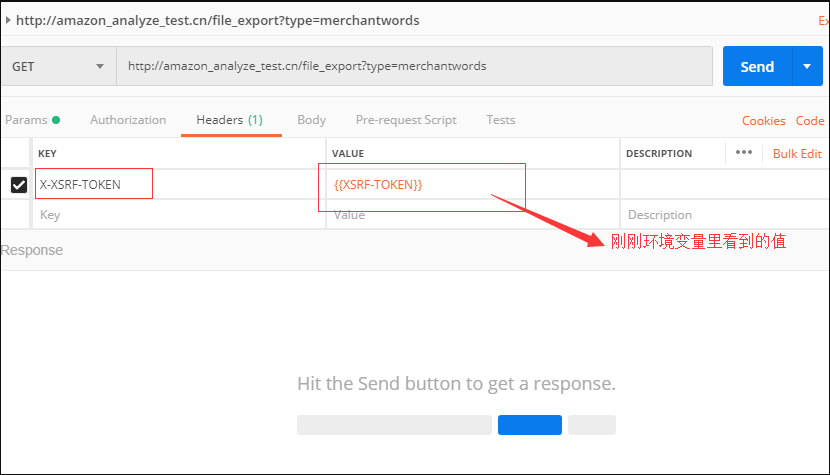 http://amazon_analyze_test.cn/file_export?type=merchantwords
Ex
GET http://amazon_analyze_test.cn/file_export?type=merchantwords Send
Params Authorization Headers (1) Body Pre-request Script Tests Cookies Code
KEY VALUE DESCRIPTION ••• Bulk Edit
X-XSRF-TOKEN {{XSRF-TOKEN}}
Key Value Description
刚刚环境变量里看到的值
Response
Hit the Send button to get a response.